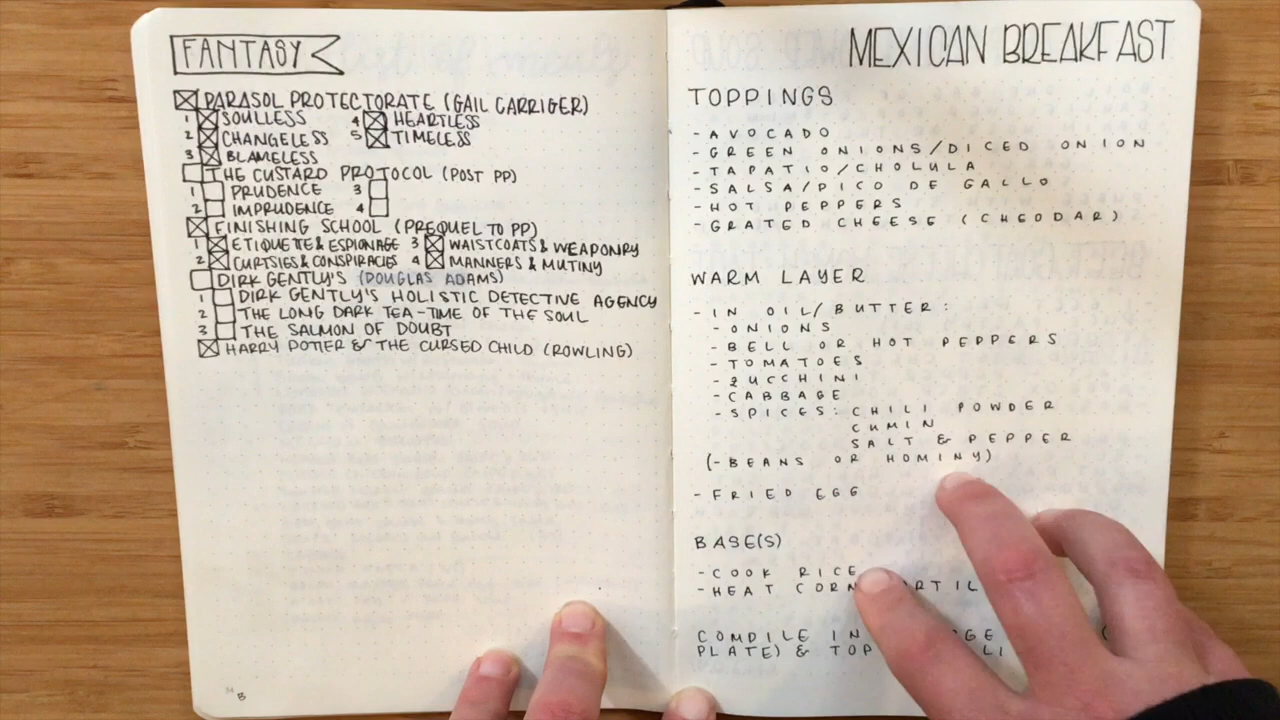 FANTASY
☒ PARASOL PROTECTORATE (GAIL CARRIGER)
1 ☒ SOULLESS 4 ☒ HEARTLESS
2 ☒ CHANGELESS 5 ☒ TIMELESS
3 ☒ BLAMELESS
☐ THE CUSTARD PROTOCOL (POST PP)
1 ☐ PRUDENCE 3 ☐
2 ☐ IMPRUDENCE 4 ☐
☒ FINISHING SCHOOL (PREQUEL TO PP)
1 ☒ ETIQUETE & ESPIONAGE 3 ☒ WAISTCOATS & WEAPONRY
2 ☒ CURTSIES & CONSPIRACIES 4 ☒ MANNERS & MUTINY
☐ DIRK GENTLY'S (DOUGLAS ADAMS)
1 ☐ DIRK GENTLY'S HOLISTIC DETECTIVE AGENCY
2 ☐ THE LONG DARK TEA-TIME OF THE SOUL
3 ☐ THE SALMON OF DOUBT
☒ HARRY POTTER & THE CURSED CHILD (ROWLING)
MEXICAN BREAKFAST
TOPPINGS
- AVOCADO
- GREEN ONIONS/DICED ONION
- TAPATIO/CHOLULA
- SALSA/PICO DE GALLO
- HOT PEPPERS
- GRATED CHEESE (CHEDDAR)
WARM LAYER
- IN OIL/BUTTER:
- ONIONS
- BELL OR HOT PEPPERS
- TOMATOES
- ZUCCHINI
- CABBAGE
- SPICES: CHILI POWDER
CUMIN
SALT & PEPPER
(- BEANS OR HOMINY)
- FRIED EGG
BASE(S)
- COOK RICE
- HEAT CORN
COMPILE IN
PLATE) & TOP